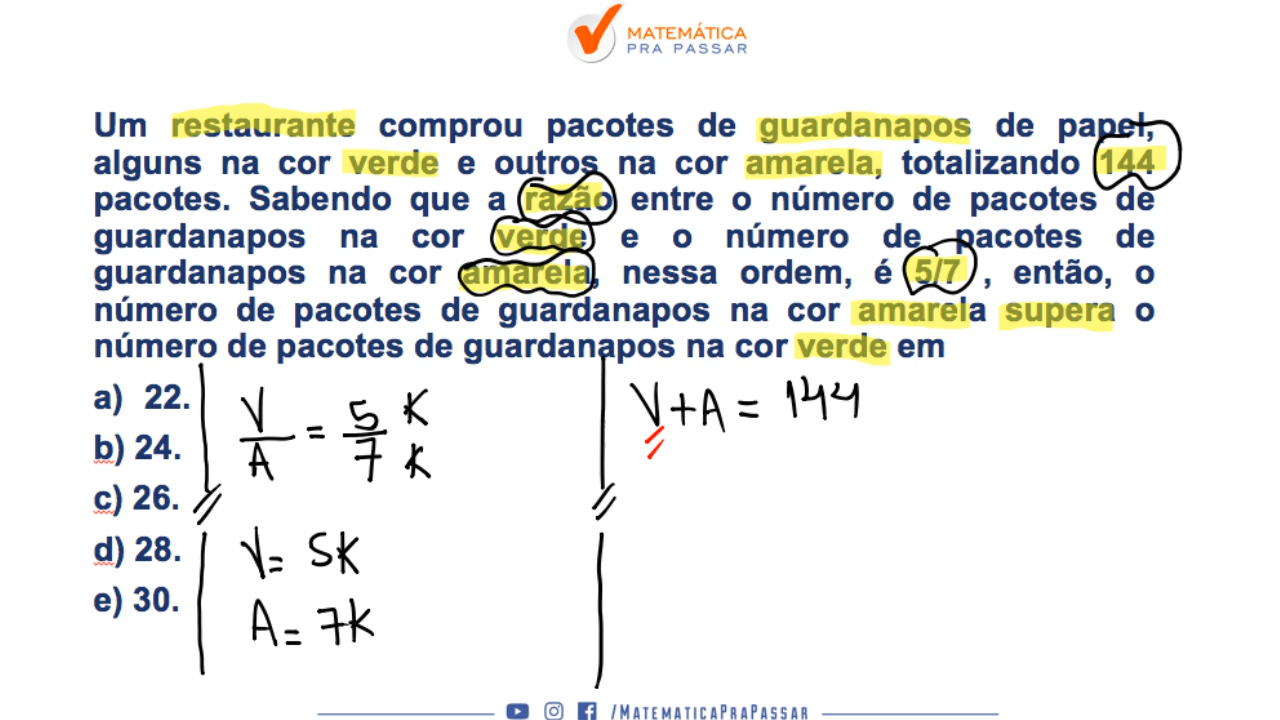 MATEMÁTICA
PRA PASSAR
Um restaurante comprou pacotes de guardanapos de papel,
alguns na cor verde e outros na cor amarela, totalizando 144
pacotes. Sabendo que a razão entre o número de pacotes de
guardanapos na cor verde e o número de pacotes de
guardanapos na cor amarela, nessa ordem, é 5/7 , então, o
número de pacotes de guardanapos na cor amarela supera o
número de pacotes de guardanapos na cor verde em
a) 22.
b) 24.
c) 26.
d) 28.
e) 30.
V/A = 5K/7K
V= 5K
A= 7K
V+A = 144
/MATEMATICAPRAPASSAR